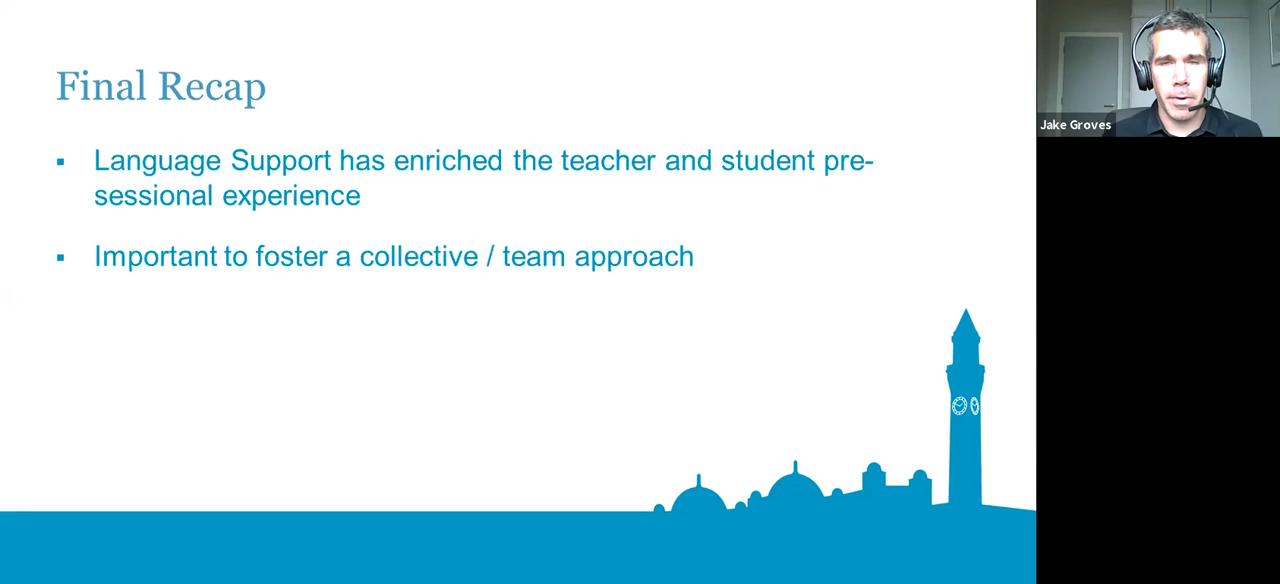 Final Recap
Language Support has enriched the teacher and student pre-
sessional experience
Important to foster a collective / team approach
Jake Groves